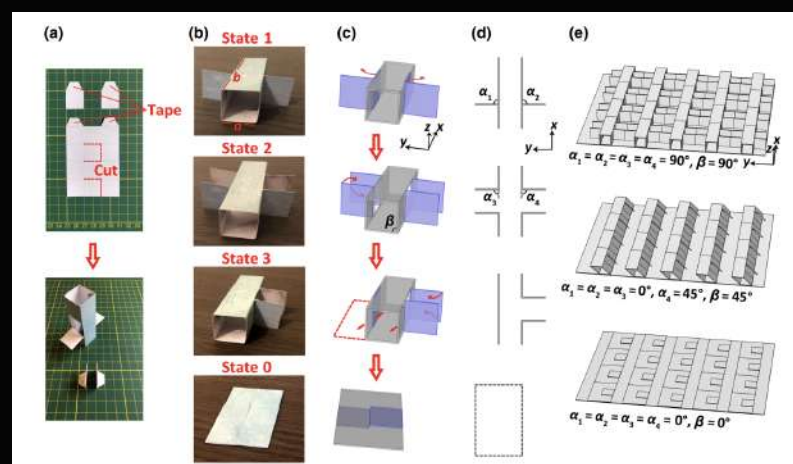 (a)
Tape
Cut
(b)
State 1
b
a
State 2
State 3
State 0
(c)
z
x
y
β
(d)
α₁
α₂
x
y
α₃
α₄
(e)
x
z
y
α₁ = α₂ = α₃ = α₄ = 90°, β = 90°
α₁ = α₂ = α₃ = 0°, α₄ = 45°, β = 45°
α₁ = α₂ = α₃ = α₄ = 0°, β = 0°